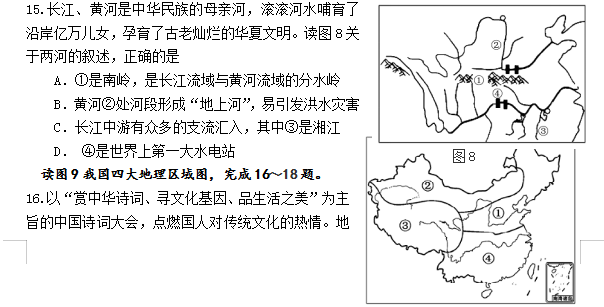 15.长江、黄河是中华民族的母亲河，滚滚河水哺育了
沿岸亿万儿女，孕育了古老灿烂的华夏文明。读图8关
于两河的叙述，正确的是
A．①是南岭，是长江流域与黄河流域的分水岭
B．黄河②处河段形成“地上河”，易引发洪水灾害
C．长江中游有众多的支流汇入，其中③是湘江
D． ④是世界上第一大水电站
读图9我国四大地理区域图，完成16～18题。
16.以“赏中华诗词、寻文化基因、品生活之美”为主
旨的中国诗词大会，点燃国人对传统文化的热情。地
②
①
④
③
图8
②
①
③
④
南海诸岛